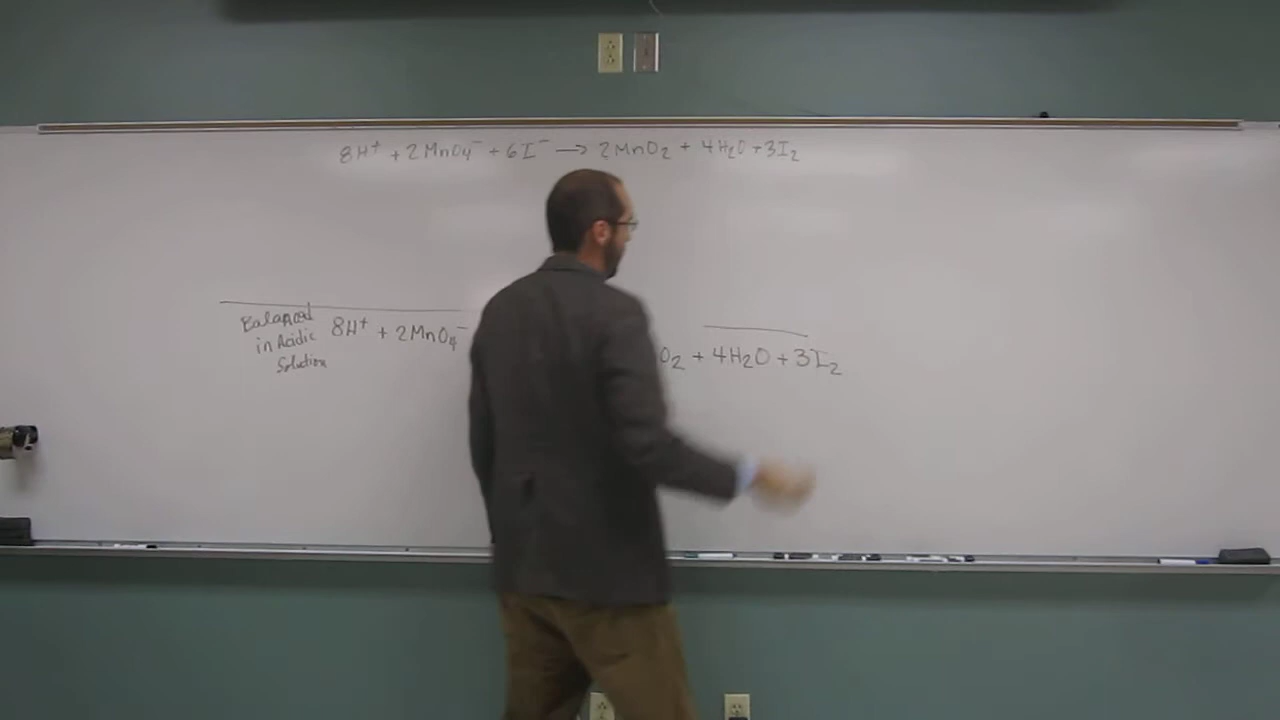 8H⁺ + 2MnO₄⁻ + 6I⁻ → 2MnO₂ + 4H₂O + 3I₂
Balanced
in Acidic
Solution
8H⁺ + 2MnO₄⁻ O₂ + 4H₂O + 3I₂